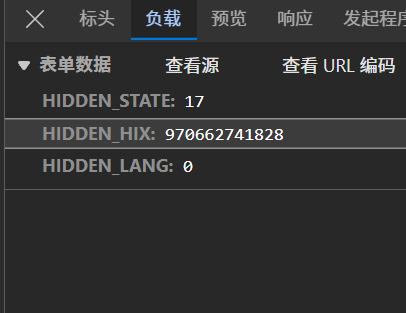 标头 负载 预览 响应 发起程序
表单数据 查看源 查看 URL 编码
HIDDEN_STATE: 17
HIDDEN_HIX: 970662741828
HIDDEN_LANG: 0